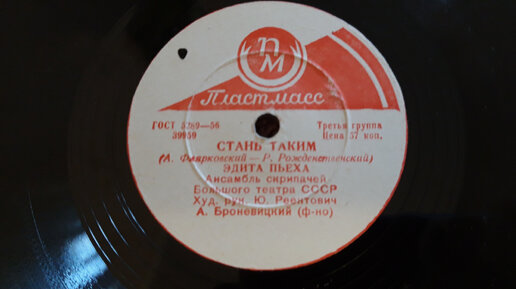 ПМ
Пластмасс
ГОСТ 5289—56
39959
Третья группа
Цена 57 коп.
СТАНЬ ТАКИМ
(А. Флярковский — Р. Рождественский)
ЭДИТА ПЬЕХА
Ансамбль скрипачей
Большого театра СССР
Худ. рук. Ю. Реентович
А. Броневицкий (ф-но)